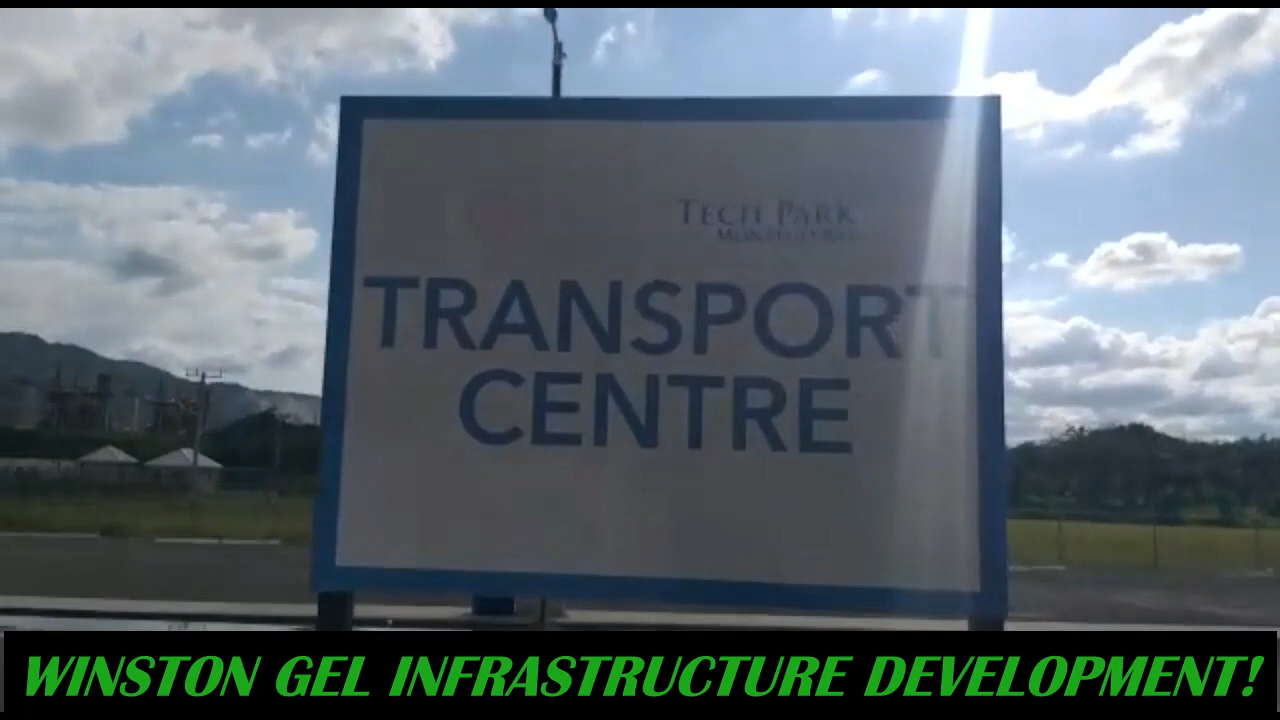 TECH PARK
TRANSPORT
CENTRE
WINSTON GEL INFRASTRUCTURE DEVELOPMENT!